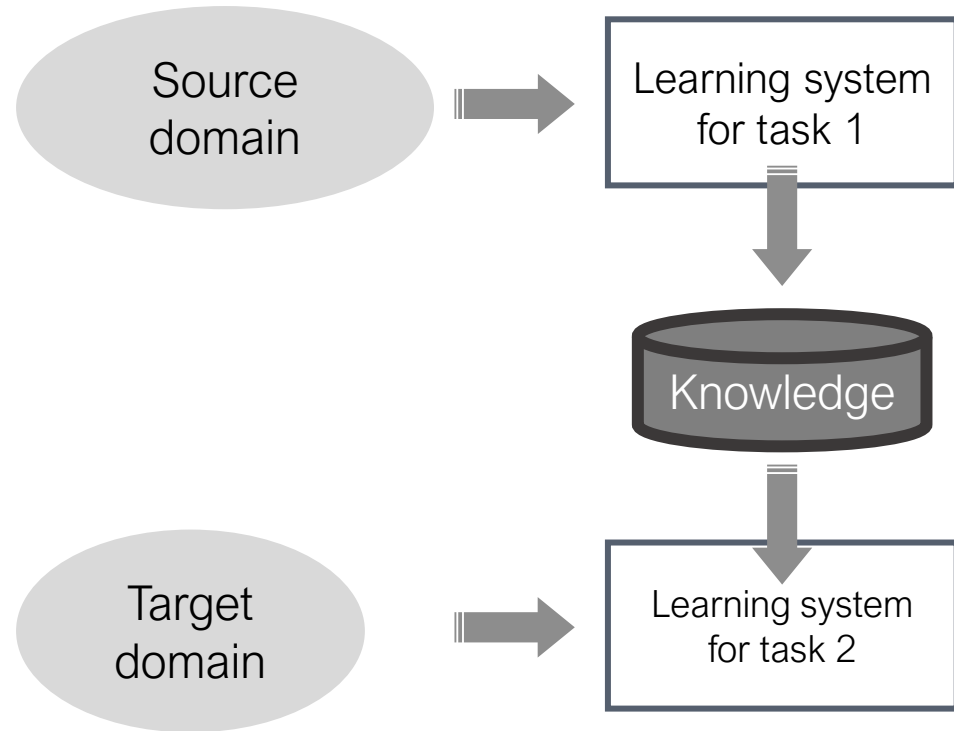 Source
domain
Learning system
for task 1
Knowledge
Target
domain
Learning system
for task 2